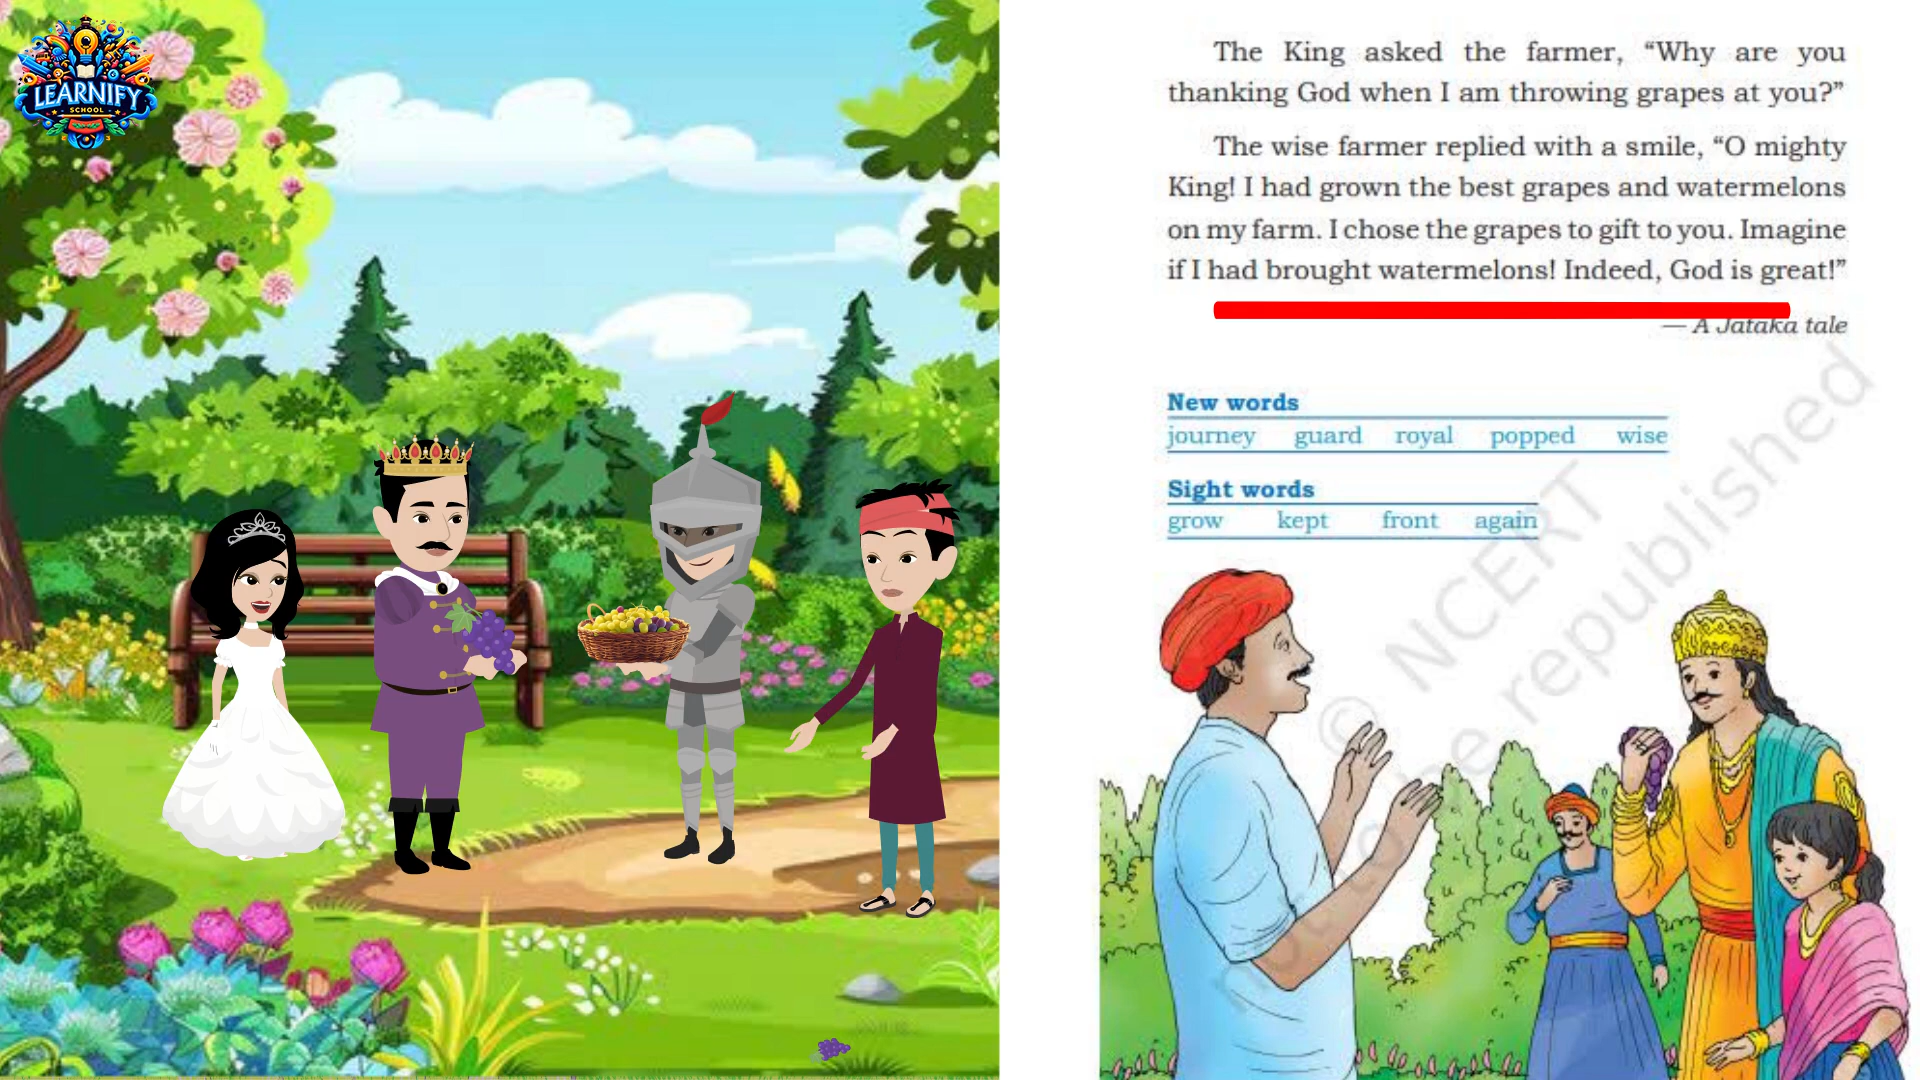 LEARNIFY
SCHOOL
The King asked the farmer, “Why are you
thanking God when I am throwing grapes at you?”
The wise farmer replied with a smile, “O mighty
King! I had grown the best grapes and watermelons
on my farm. I chose the grapes to gift to you. Imagine
if I had brought watermelons! Indeed, God is great!”
— A Jataka tale
New words
journey guard royal popped wise
Sight words
grow kept front again
© NCERT
not to be republished